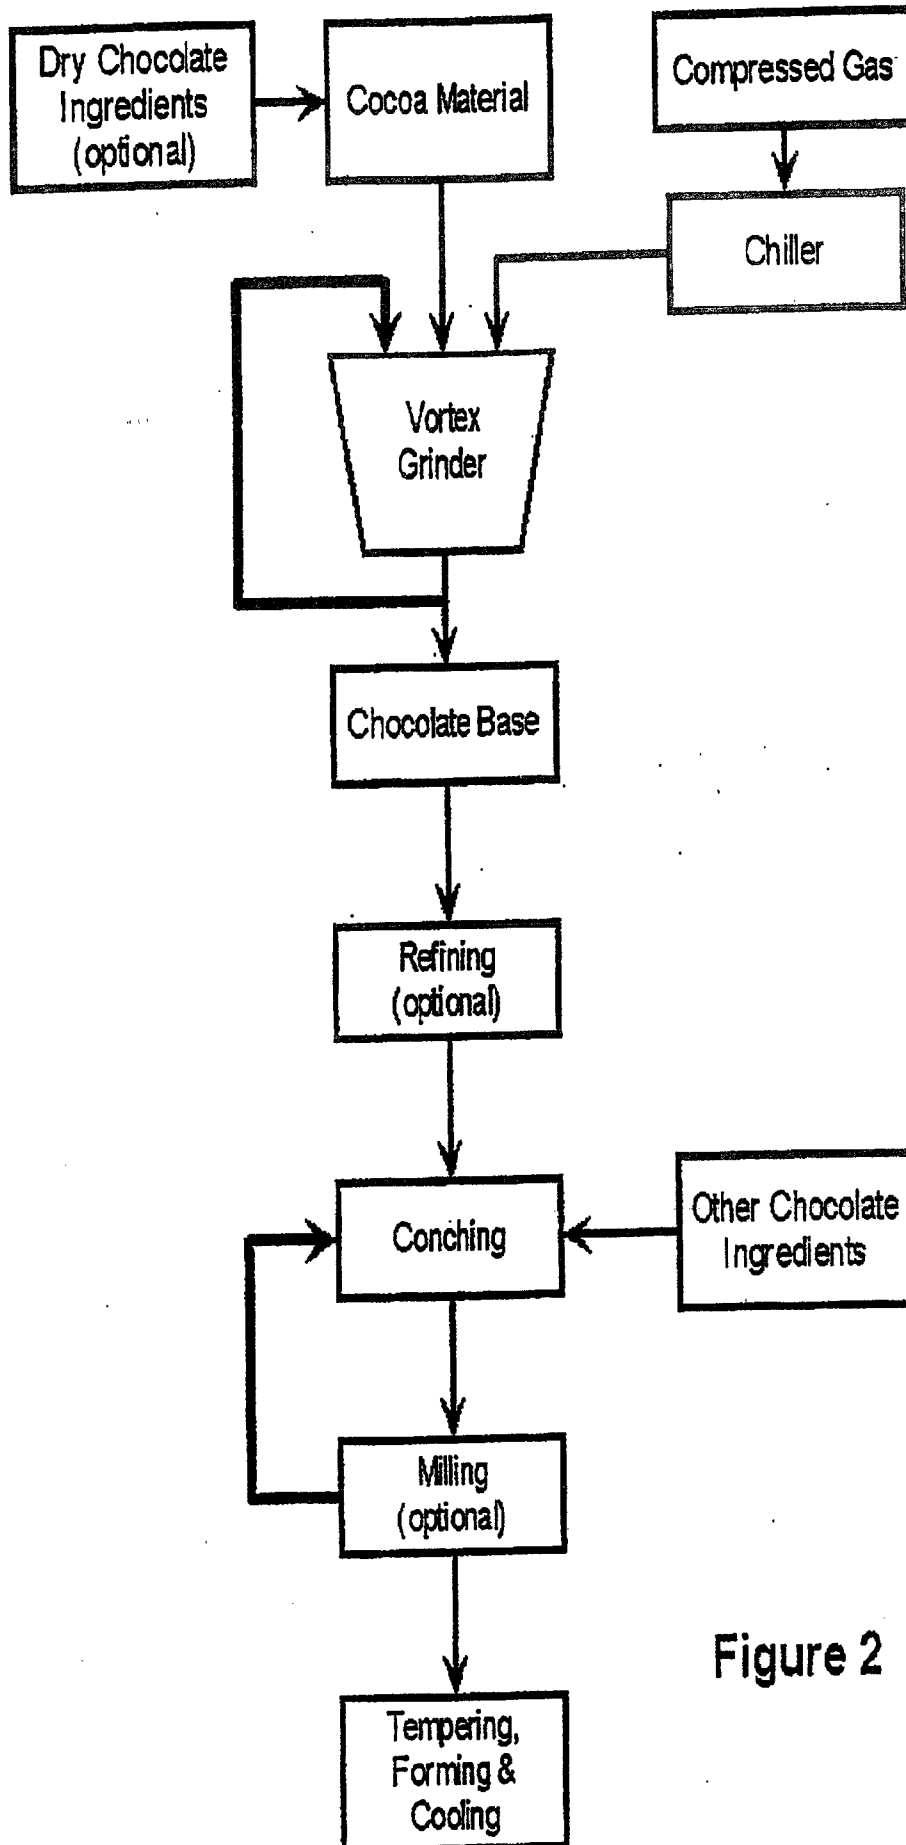 Dry Chocolate
Ingredients
(optional)
Cocoa Material
Compressed Gas
Chiller
Vortex
Grinder
Chocolate Base
Refining
(optional)
Conching
Other Chocolate
Ingredients
Milling
(optional)
Figure 2
Tempering,
Forming &
Cooling